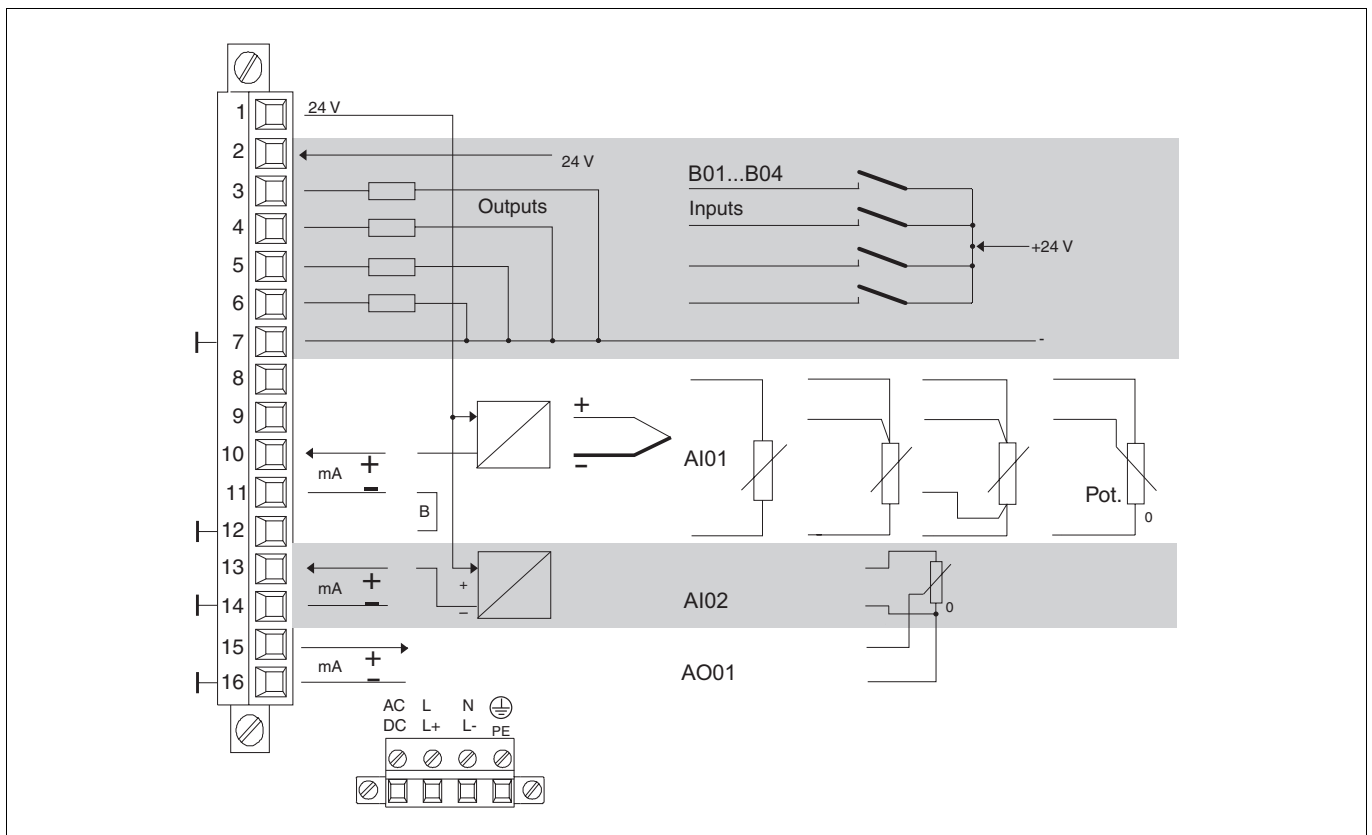 1 24 V
2 24 V
3
4
5
6
7 -
8
9
10
11
12
13
14
15
16
Outputs
B01...B04
Inputs
+24 V
+
-
mA + -
B
AI01
-
Pot.
0
mA + -
+
–
AI02
0
mA + -
AO01
AC L N
DC L+ L- PE